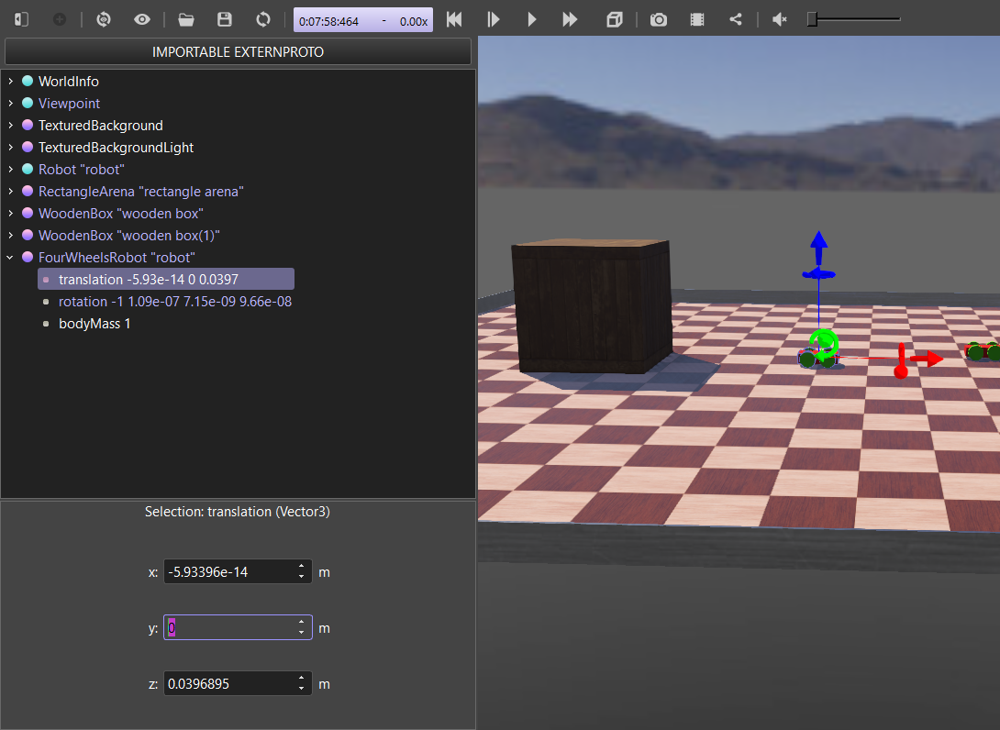 0:07:58:464 - 0.00x
IMPORTABLE EXTERNPROTO
WorldInfo
Viewpoint
TexturedBackground
TexturedBackgroundLight
Robot "robot"
RectangleArena "rectangle arena"
WoodenBox "wooden box"
WoodenBox "wooden box(1)"
FourWheelsRobot "robot"
translation -5.93e-14 0 0.0397
rotation -1 1.09e-07 7.15e-09 9.66e-08
bodyMass 1
Selection: translation (Vector3)
x: -5.93396e-14 m
y: 0 m
z: 0.0396895 m